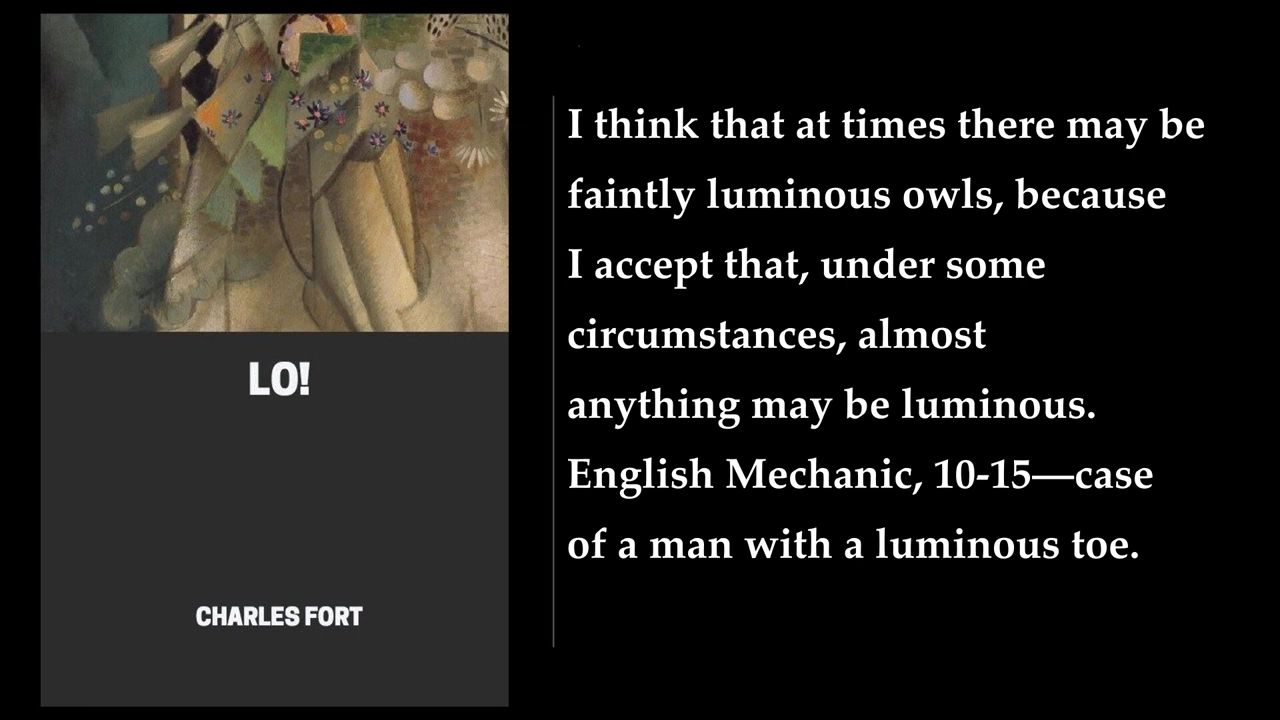 LO!
CHARLES FORT
I think that at times there may be
faintly luminous owls, because
I accept that, under some
circumstances, almost
anything may be luminous.
English Mechanic, 10-15—case
of a man with a luminous toe.